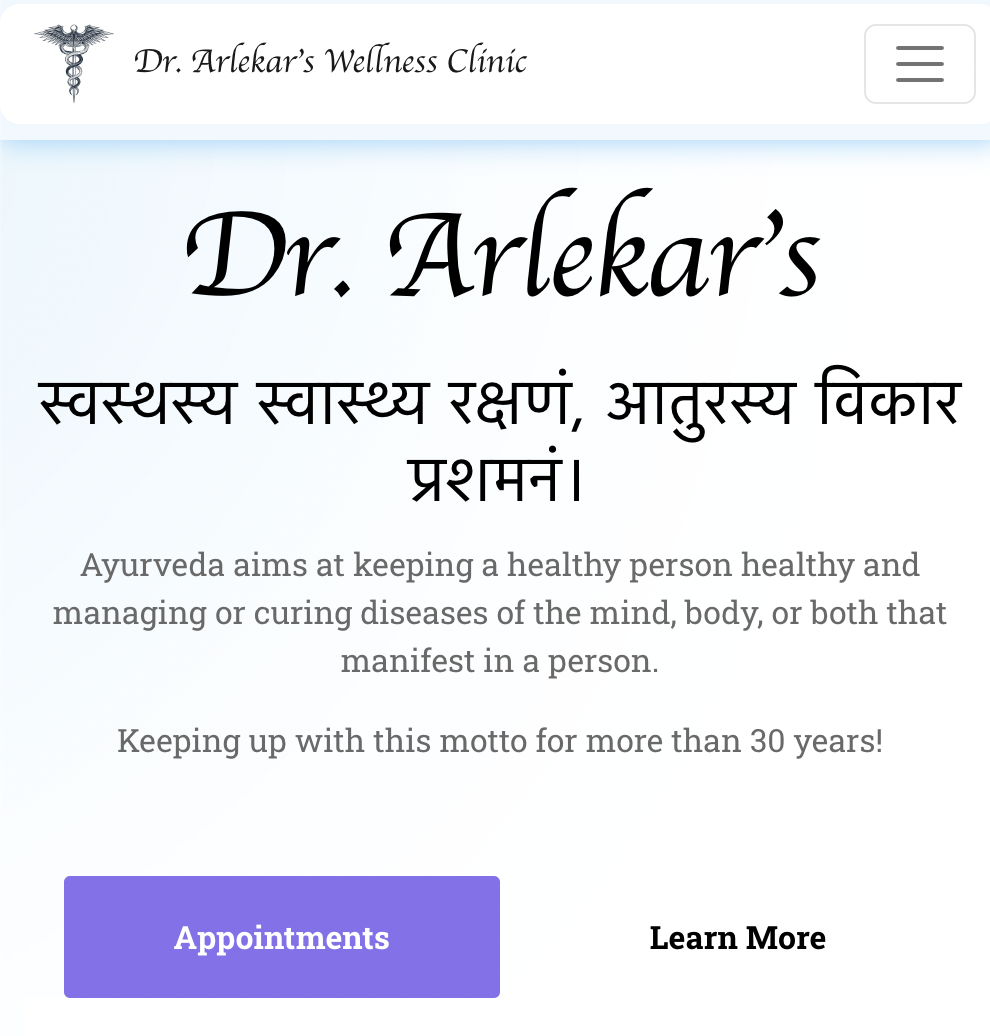 Dr. Arlekar's Wellness Clinic
Dr. Arlekar's
स्वस्थस्य स्वास्थ्य रक्षणं, आतुरस्य विकार
प्रशमनं।
Ayurveda aims at keeping a healthy person healthy and
managing or curing diseases of the mind, body, or both that
manifest in a person.
Keeping up with this motto for more than 30 years!
Appointments
Learn More